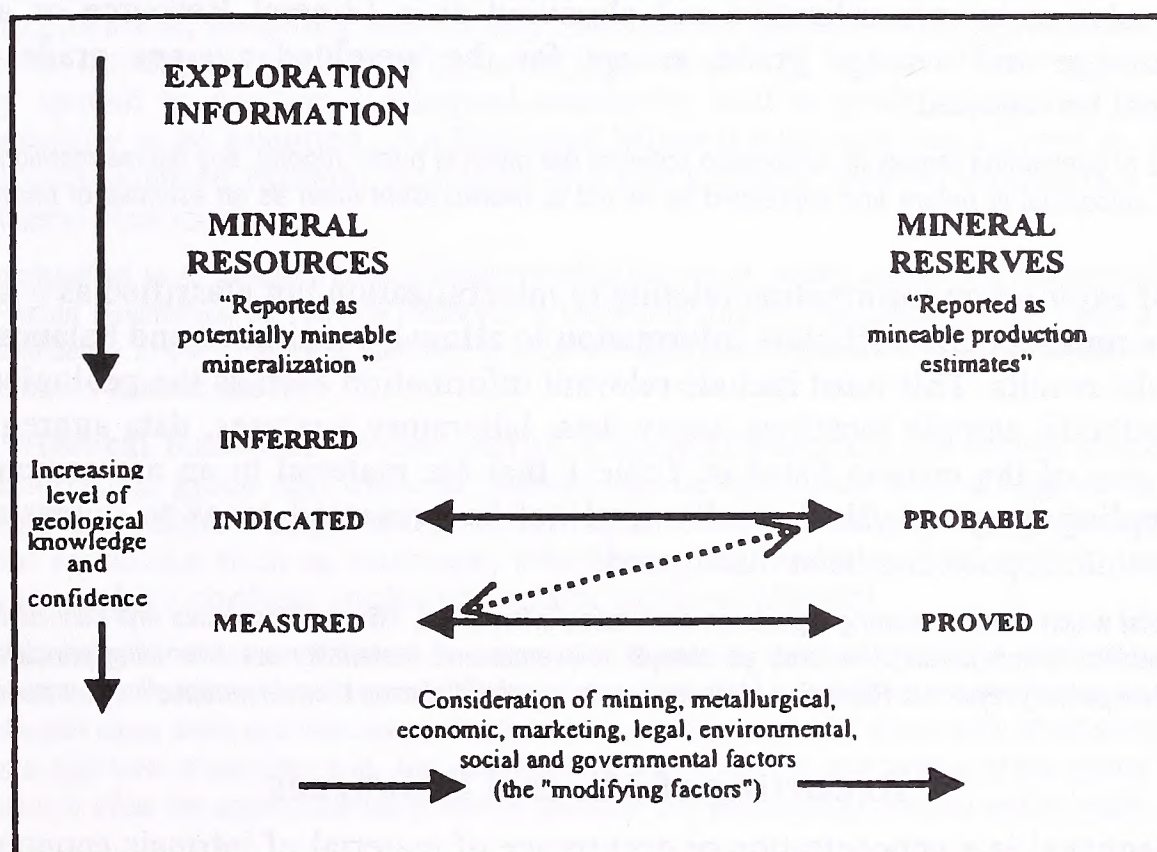 EXPLORATION
INFORMATION
MINERAL
RESOURCES
“Reported as
potentially mineable
mineralization ”
MINERAL
RESERVES
“Reported as
mineable production
estimates”
INFERRED
Increasing
level of
geological
knowledge
and
confidence
INDICATED
PROBABLE
MEASURED
PROVED
Consideration of mining, metallurgical,
economic, marketing, legal, environmental,
social and governmental factors
(the "modifying factors")